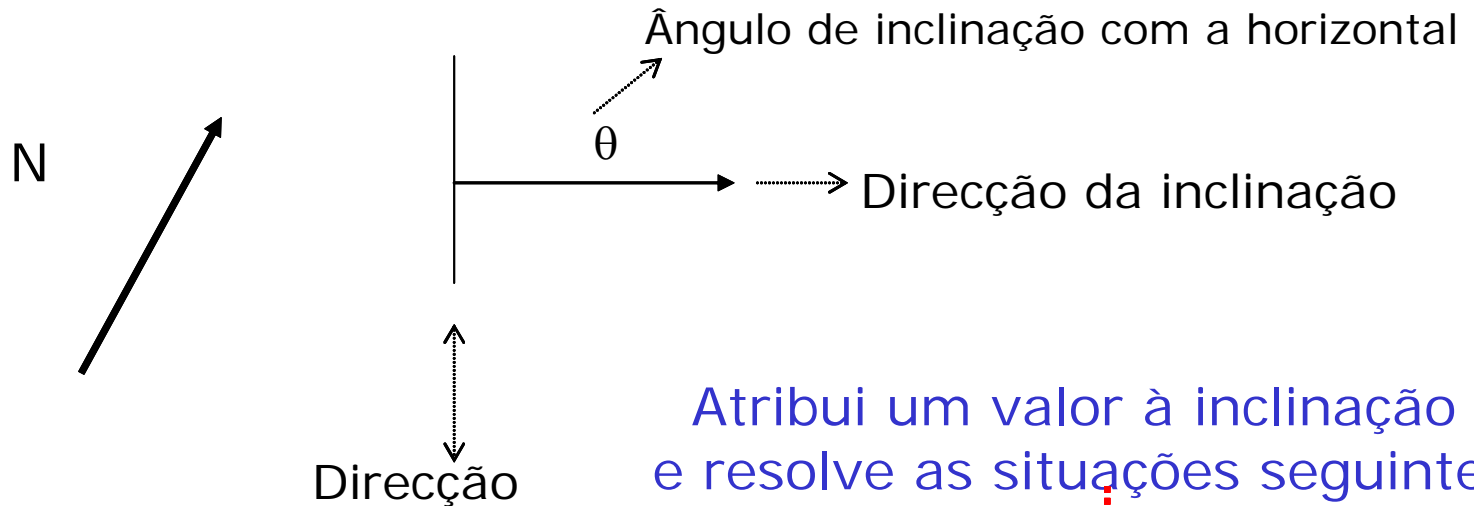 Ângulo de inclinação com a horizontal
N
θ
Direcção da inclinação
Atribui um valor à inclinação
e resolve as situações seguinte
Direcção